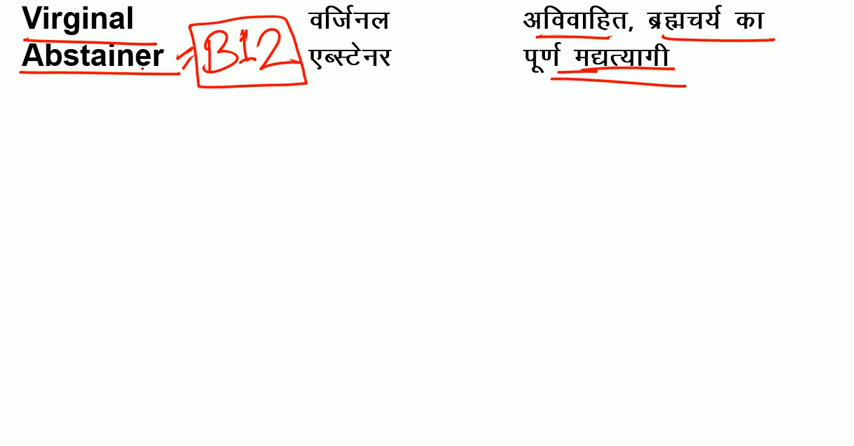 Virginal वर्जिनल अविवाहित, ब्रह्मचर्य का
Abstainer B12 एब्स्टेनर पूर्ण मद्यत्यागी